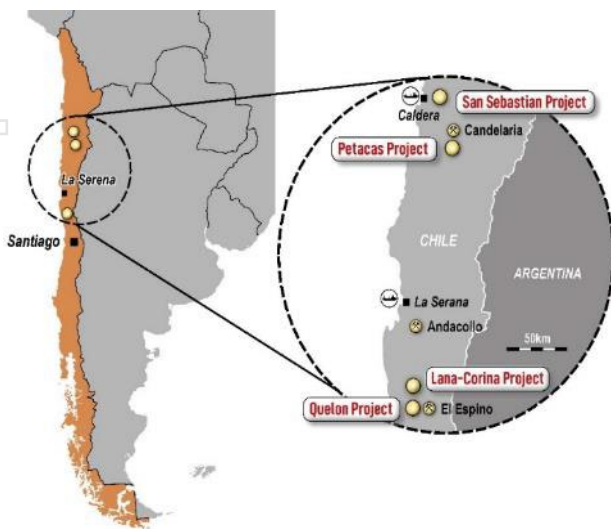 La Serena
Santiago
San Sebastian Project
Caldera
Candelaria
Petacas Project
CHILE
ARGENTINA
La Serana
Andacollo
50km
Lana-Corina Project
Quelon Project
El Espino